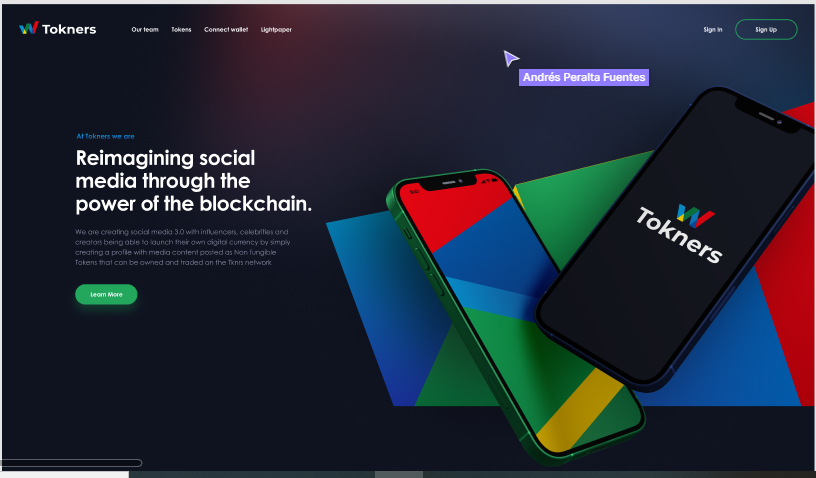 Tokners
Our team
Tokens
Connect wallet
Lightpaper
Sign In
Sign Up
Andrés Peralta Fuentes
At Tokners we are
Reimagining social
media through the
power of the blockchain.
We are creating social media 3.0 with influencers, celebrities and
creators being able to launch their own digital currency by simply
creating a profile with media content posted as Non fungible
Tokens that can be owned and traded on the Tknrs network
Learn More
Tokners